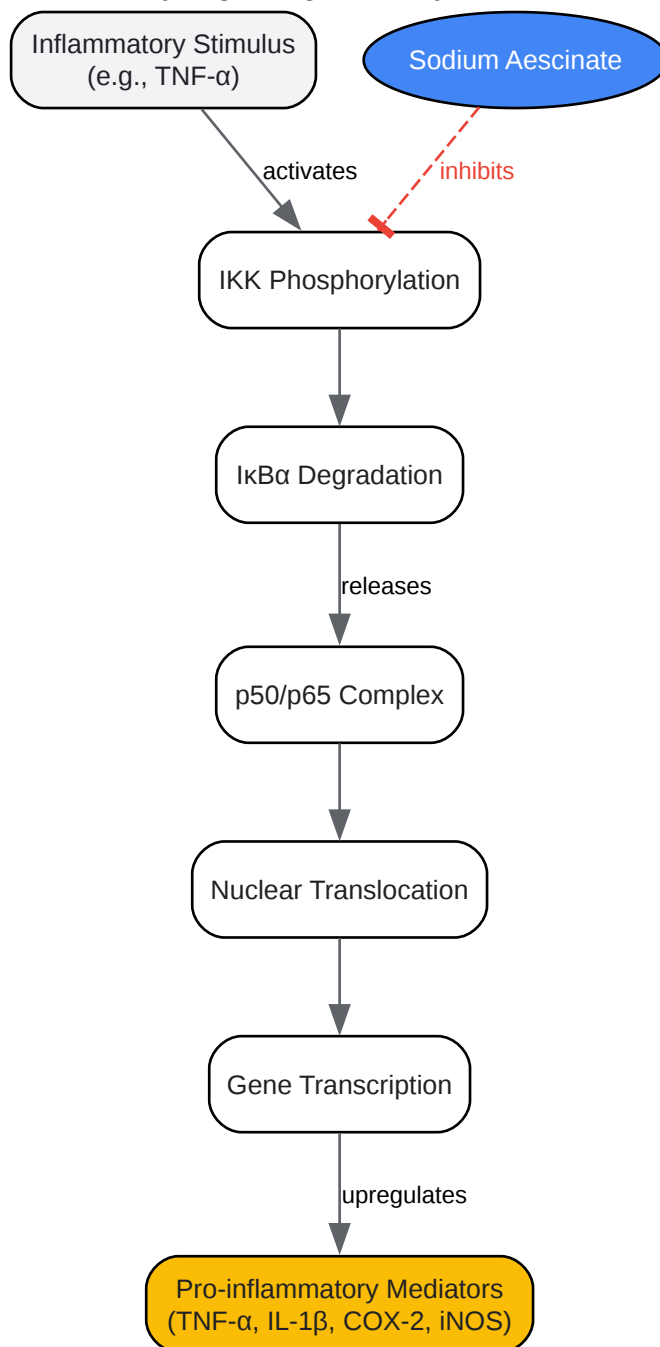 Inflammatory Stimulus
(e.g., TNF-α)
Sodium Aescinate
activates
inhibits
IKK Phosphorylation
IκBα Degradation
releases
p50/p65 Complex
Nuclear Translocation
Gene Transcription
upregulates
Pro-inflammatory Mediators
(TNF-α, IL-1β, COX-2, iNOS)